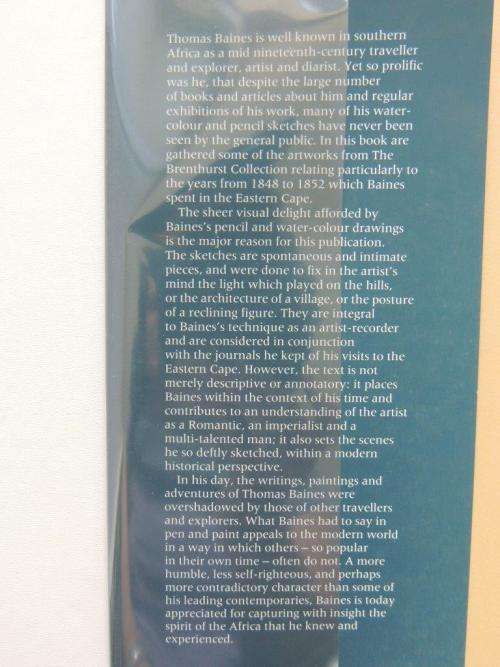 Thomas Baines is well known in southern
Africa as a mid nineteenth-century traveller
and explorer, artist and diarist. Yet so prolific
was he, that despite the large number
of books and articles about him and regular
exhibitions of his work, many of his water-
colour and pencil sketches have never been
seen by the general public. In this book are
gathered some of the artworks from The
Brenthurst Collection relating particularly to
the years from 1848 to 1852 which Baines
spent in the Eastern Cape.
The sheer visual delight afforded by
Baines's pencil and water-colour drawings
is the major reason for this publication.
The sketches are spontaneous and intimate
pieces, and were done to fix in the artist's
mind the light which played on the hills,
or the architecture of a village, or the posture
of a reclining figure. They are integral
to Baines's technique as an artist-recorder
and are considered in conjunction
with the journals he kept of his visits to the
Eastern Cape. However, the text is not
merely descriptive or annotatory: it places
Baines within the context of his time and
contributes to an understanding of the artist
as a Romantic, an imperialist and a
multi-talented man; it also sets the scenes
he so deftly sketched, within a modern
historical perspective.
In his day, the writings, paintings and
adventures of Thomas Baines were
overshadowed by those of other travellers
and explorers. What Baines had to say in
pen and paint appeals to the modern world
in a way in which others – so popular
in their own time – often do not. A more
humble, less self-righteous, and perhaps
more contradictory character than some of
his leading contemporaries, Baines is today
appreciated for capturing with insight the
spirit of the Africa that he knew and
experienced.